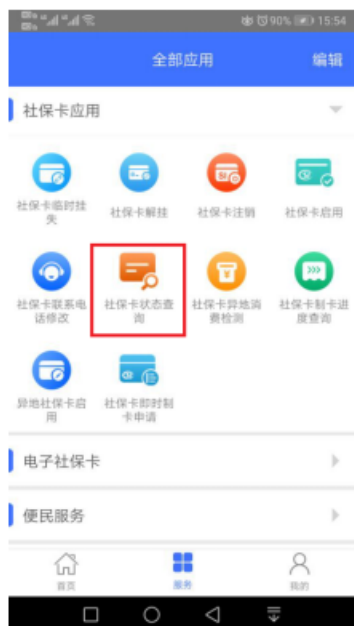 90% 15:54
全部应用 编辑
社保卡应用
社保卡临时挂 社保卡解挂 社保卡注销 社保卡启用
失
社保卡联系电 社保卡状态查 社保卡异地消 社保卡制卡进
话修改 询 费检测 度查询
异地社保卡启 社保卡即时制
用 卡申请
电子社保卡
便民服务
首页 服务 我的